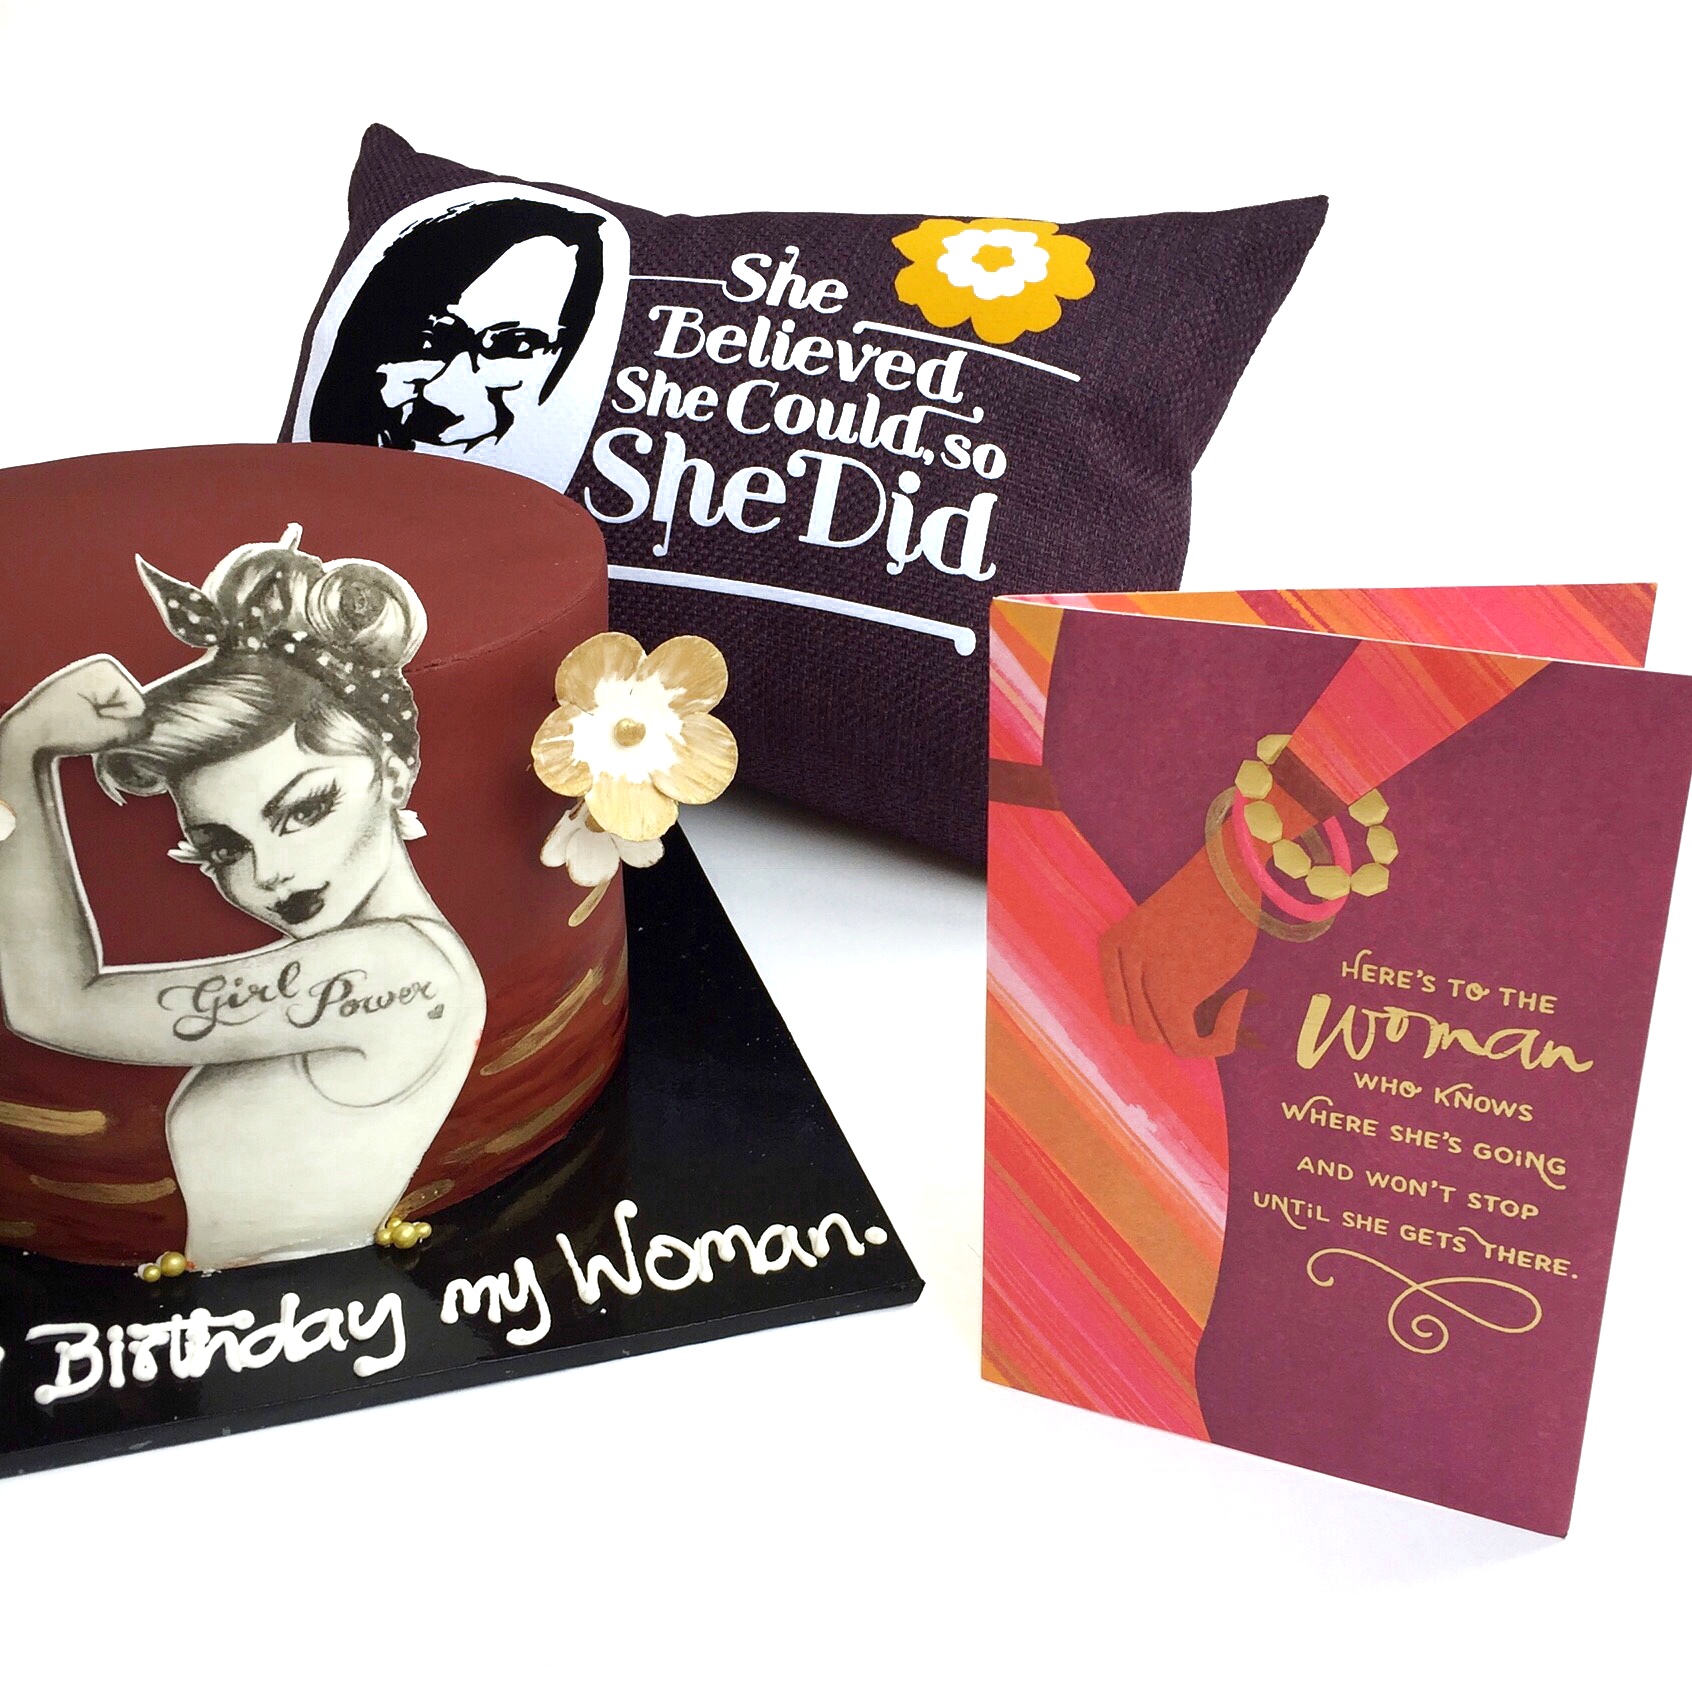 She
Believed
She Could, so
She Did
Girl Power
Birthday my Woman.
HERE'S TO THE
Woman
WHO KNOWS
WHERE SHE'S GOING
AND WON'T STOP
UNTiL SHE GETS THERE.